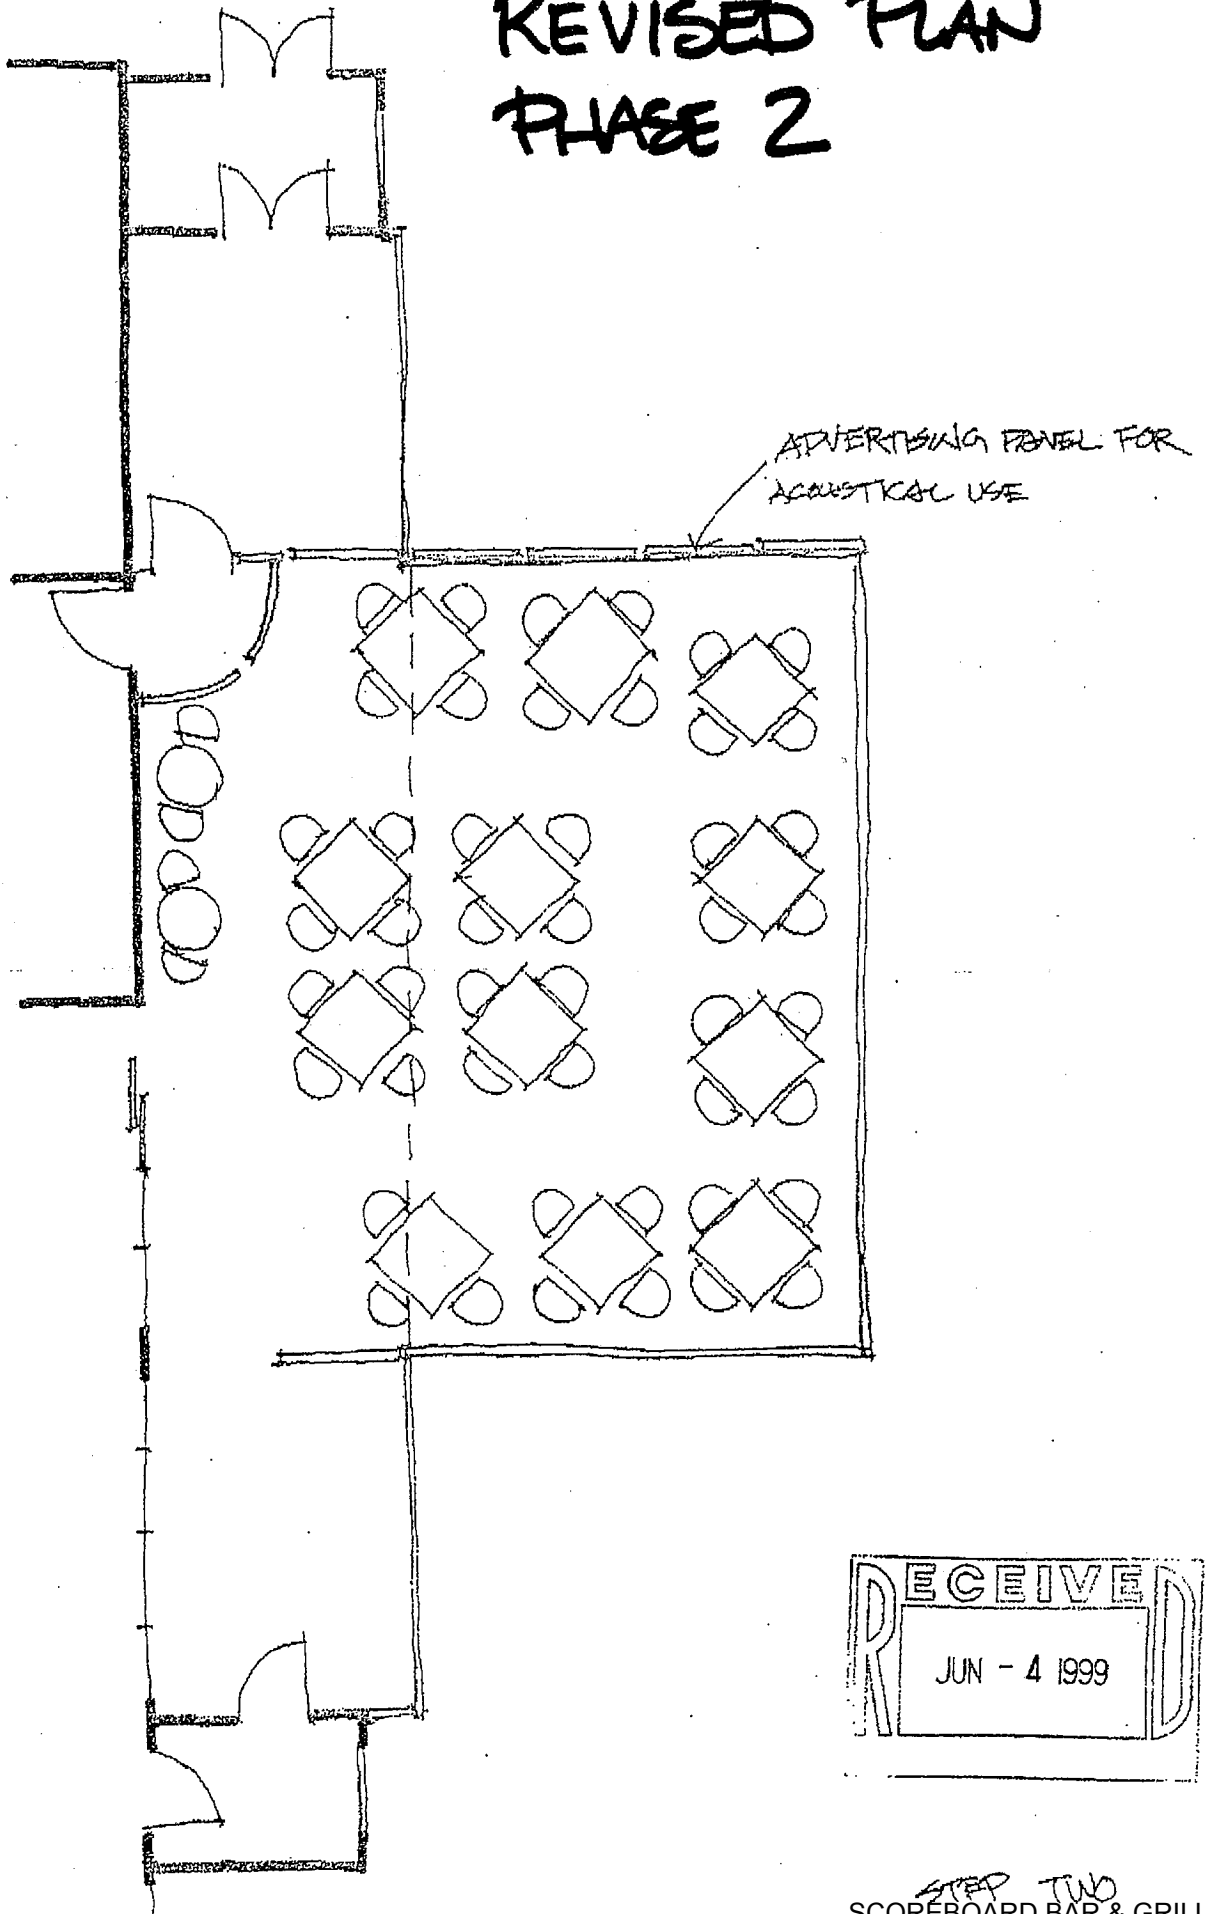 REVISED PLAN
PHASE 2
ADVERTISING PANEL FOR
ACOUSTICAL USE
RECEIVED
JUN - 4 1999
STEP TWO
SCOREBOARD BAR & GRILL